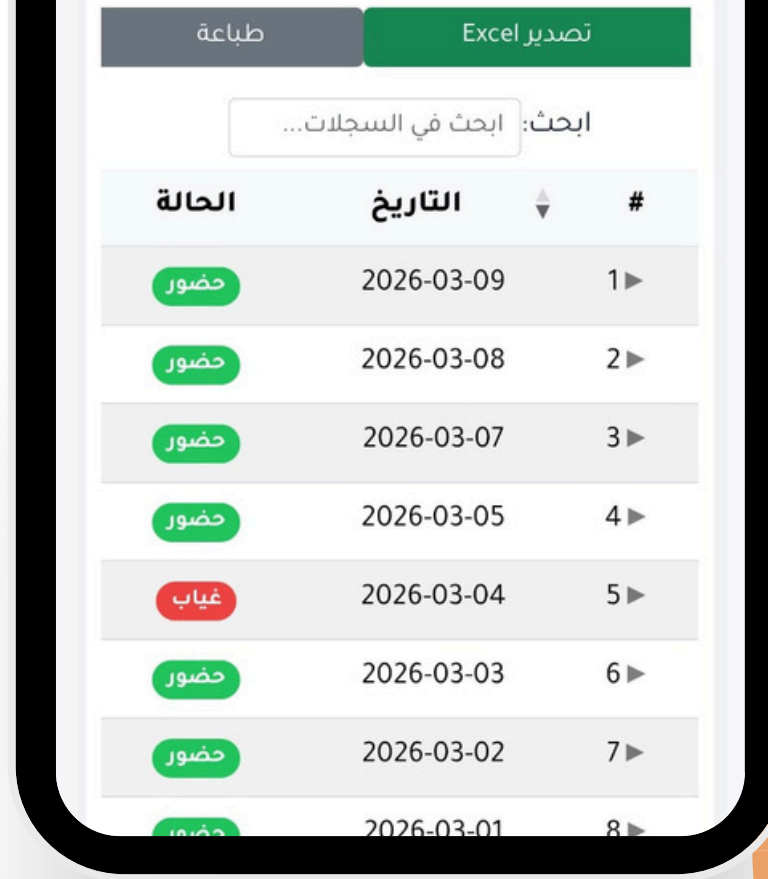 تصدير Excel طباعة
ابحث: ابحث في السجلات...
# التاريخ الحالة
1 2026-03-09 حضور
2 2026-03-08 حضور
3 2026-03-07 حضور
4 2026-03-05 حضور
5 2026-03-04 غياب
6 2026-03-03 حضور
7 2026-03-02 حضور
8 2026-03-01 حضور